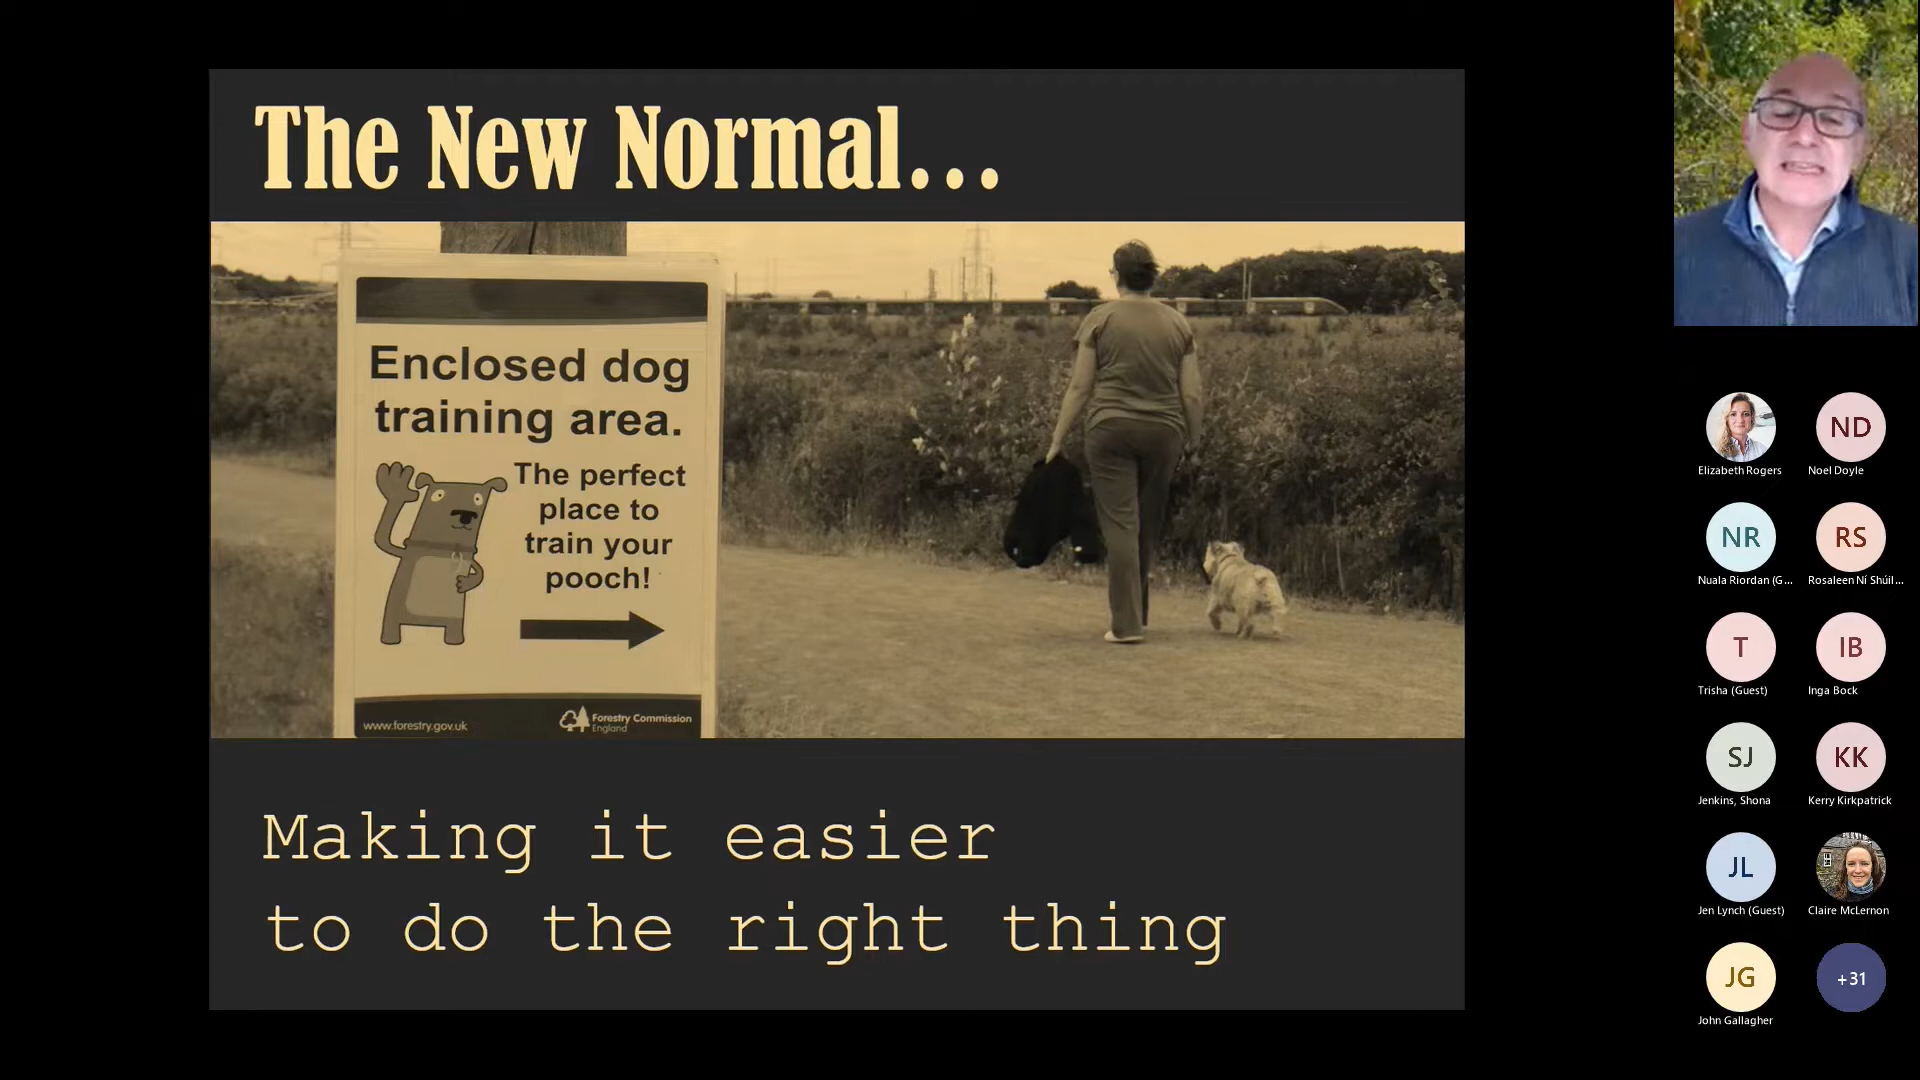 The New Normal...
Enclosed dog
training area.
The perfect
place to
train your
pooch!
www.forestry.gov.uk
Forestry Commission
England
Making it easier
to do the right thing
Elizabeth Rogers
ND
Noel Doyle
NR
Nuala Riordan (G...
RS
Rosaleen Ní Shúil...
T
Trisha (Guest)
IB
Inga Bock
SJ
Jenkins, Shona
KK
Kerry Kirkpatrick
JL
Jen Lynch (Guest)
Claire McLernon
JG
John Gallagher
+31